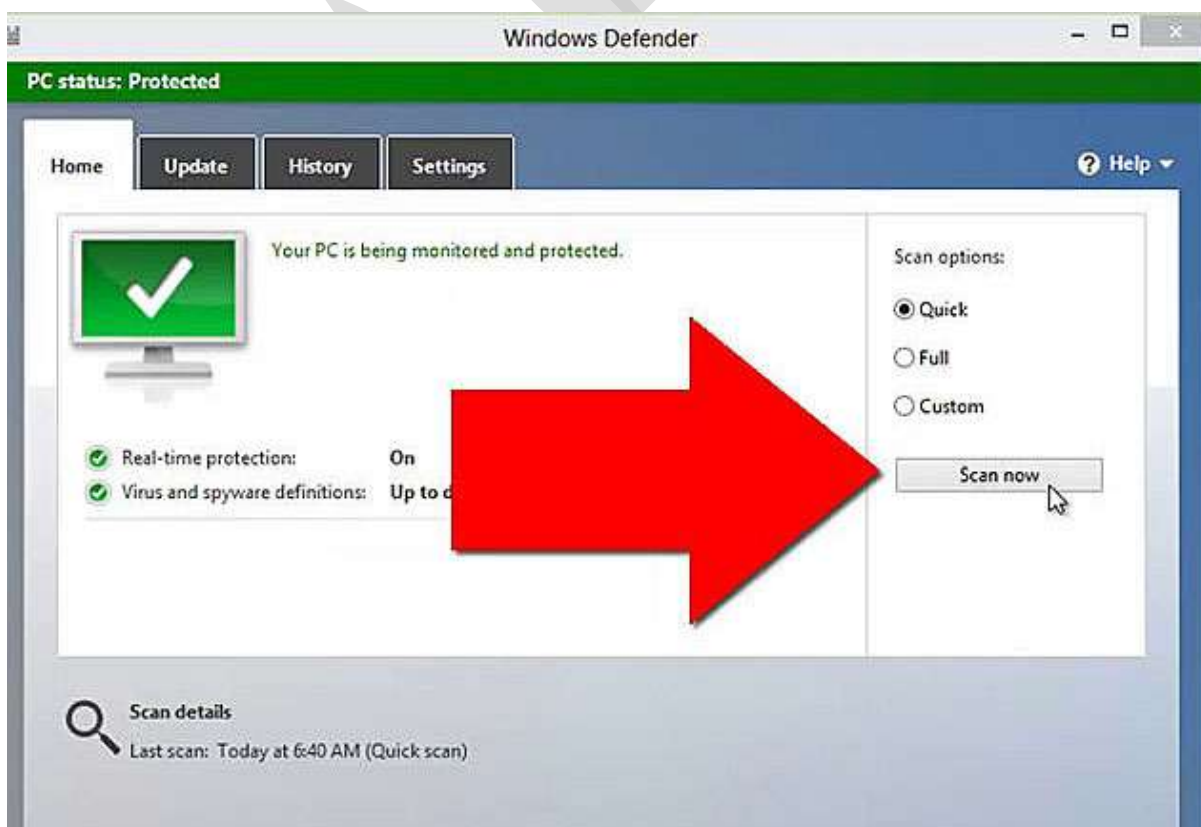 Windows Defender
PC status: Protected
Home Update History Settings Help
Your PC is being monitored and protected.
Scan options:
Quick
Full
Custom
Real-time protection: On
Virus and spyware definitions: Up to
Scan now
Scan details
Last scan: Today at 6:40 AM (Quick scan)